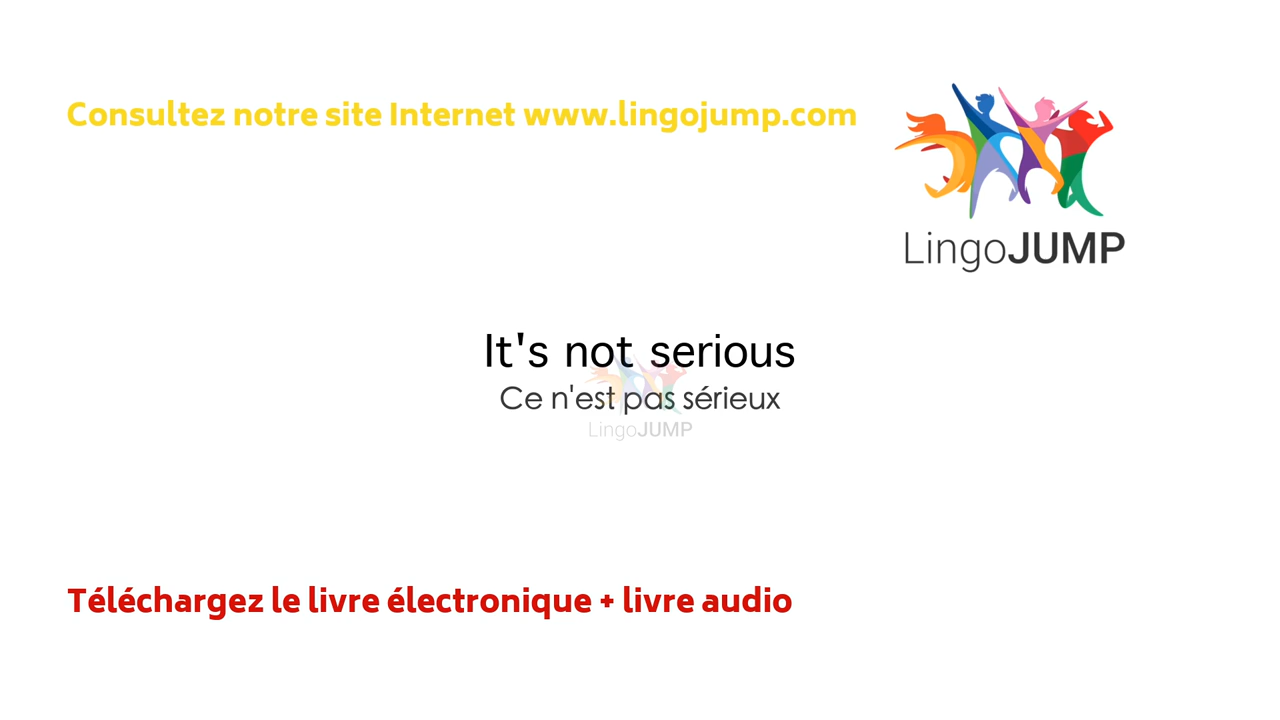 Consultez notre site Internet www.lingojump.com
LingoJUMP
It's not serious
Ce n'est pas sérieux
LingoJUMP
Téléchargez le livre électronique + livre audio